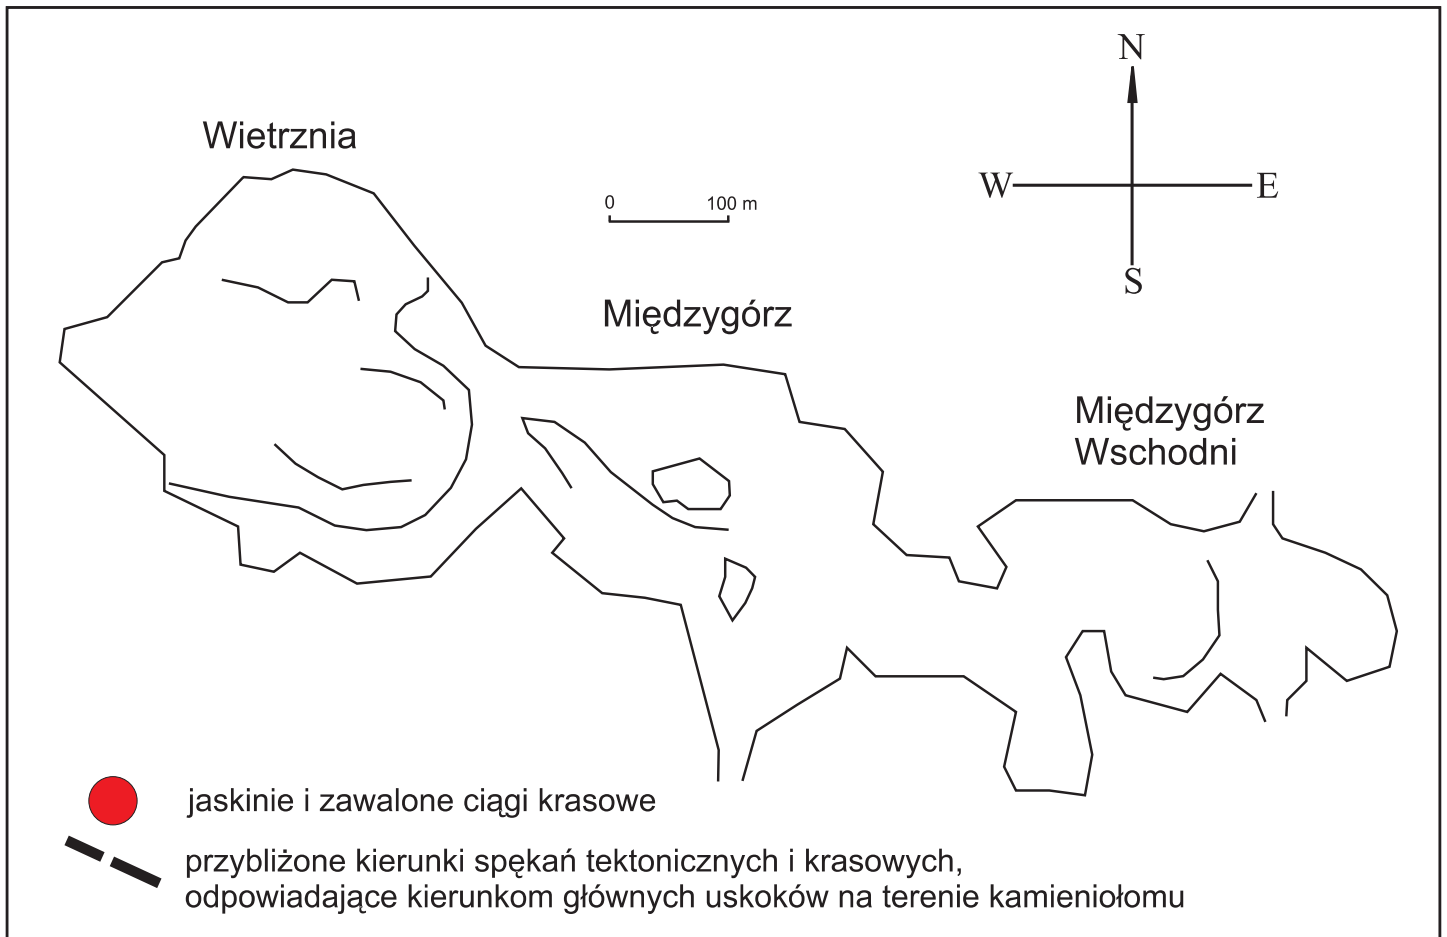 N
Wietrznia
W
E
0
100 m
S
Międzygórz
Międzygórz
Wschodni
jaskinie i zawalone ciągi krasowe
przybliżone kierunki spękań tektonicznych i krasowych,
odpowiadające kierunkom głównych uskoków na terenie kamieniołomu